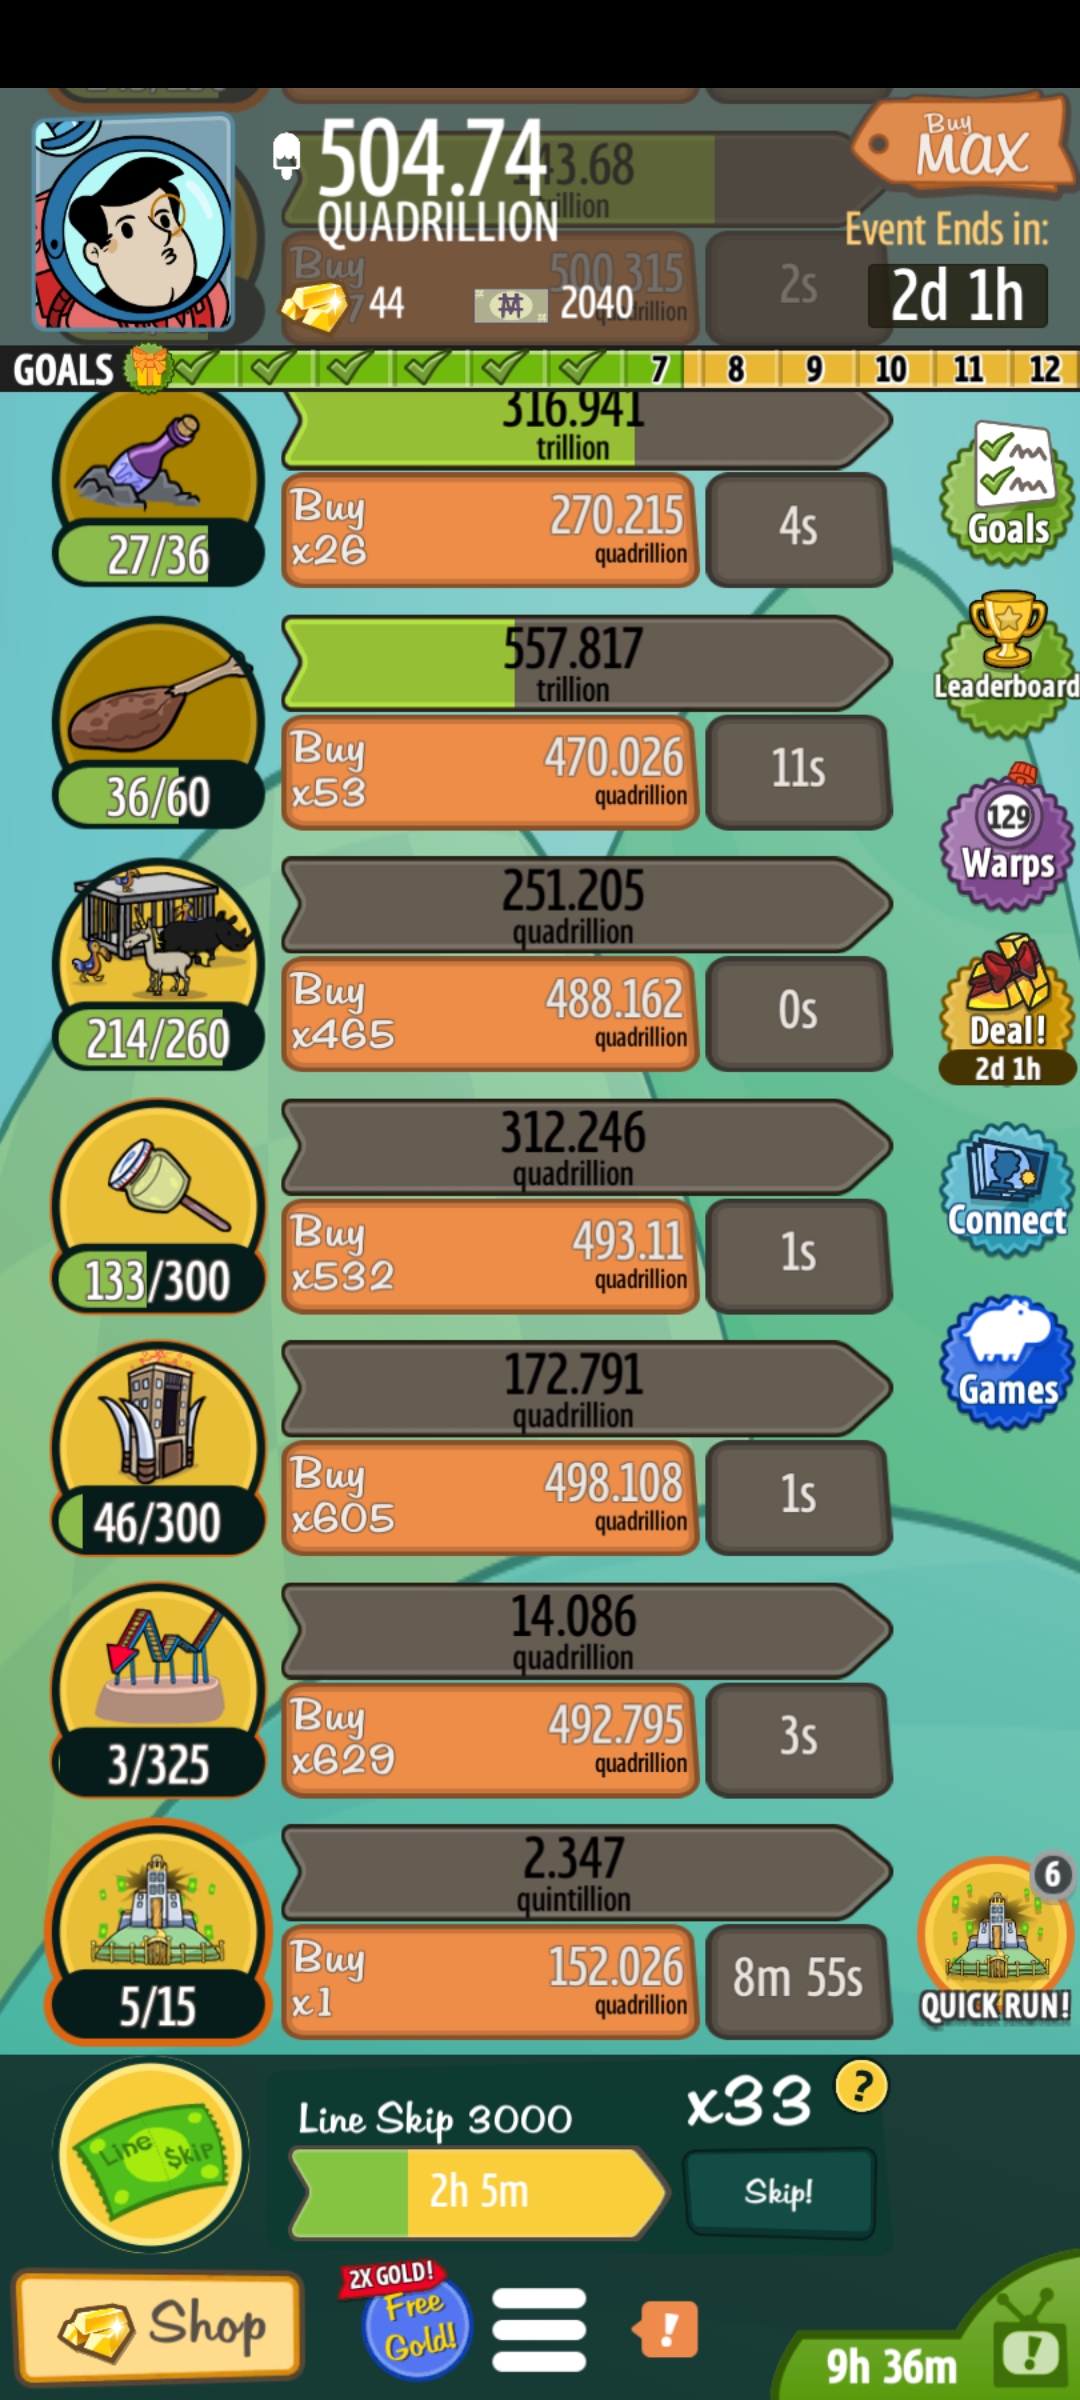 504.74
QUADRILLION
44
2040
Buy
MAX
Event Ends in:
2d 1h
Buy
500.315
2s
GOALS 7 8 9 10 11 12
316.941
trillion
27/36
Buy
x26
270.215
quadrillion
4s
Goals
557.817
trillion
36/60
Buy
x53
470.026
quadrillion
11s
Leaderboard
129
Warps
251.205
quadrillion
214/260
Buy
x465
488.162
quadrillion
0s
Deal!
2d 1h
312.246
quadrillion
133/300
Buy
x532
493.11
quadrillion
1s
Connect
172.791
quadrillion
46/300
Buy
x605
498.108
quadrillion
1s
Games
14.086
quadrillion
3/325
Buy
x629
492.795
quadrillion
3s
2.347
quintillion
5/15
Buy
x1
152.026
quadrillion
8m 55s
6
QUICK RUN!
Line $kip
Line Skip 3000
2h 5m
x33
?
Skip!
Shop
2X GOLD!
Free
Gold!
!
9h 36m
!